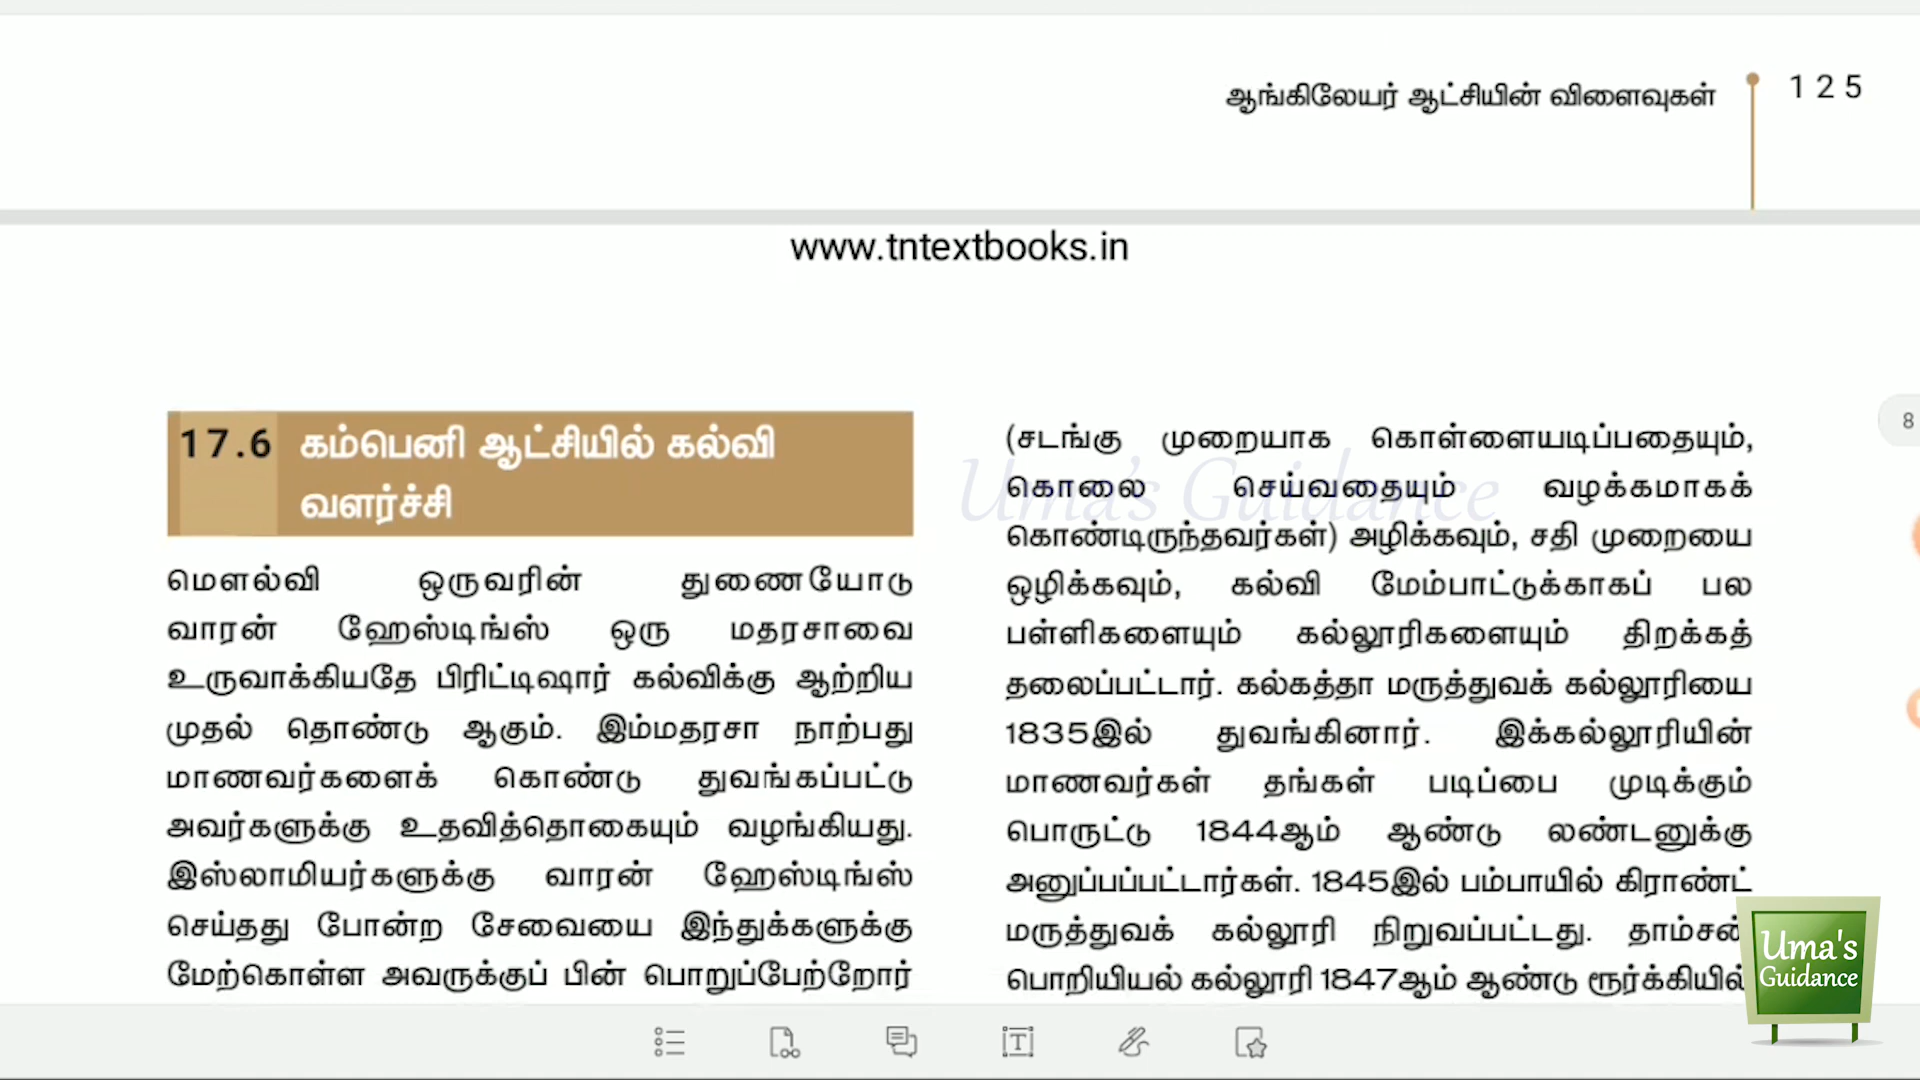 ஆங்கிலேயர் ஆட்சியின் விளைவுகள் 125
www.tntextbooks.in
17.6 கம்பெனி ஆட்சியில் கல்வி
வளர்ச்சி
மௌல்வி ஒருவரின் துணையோடு
வாரன் ஹேஸ்டிங்ஸ் ஒரு மதரசாவை
உருவாக்கியதே பிரிட்டிஷார் கல்விக்கு ஆற்றிய
முதல் தொண்டு ஆகும். இம்மதரசா நாற்பது
மாணவர்களைக் கொண்டு துவங்கப்பட்டு
அவர்களுக்கு உதவித்தொகையும் வழங்கியது.
இஸ்லாமியர்களுக்கு வாரன் ஹேஸ்டிங்ஸ்
செய்தது போன்ற சேவையை இந்துக்களுக்கு
மேற்கொள்ள அவருக்குப் பின் பொறுப்பேற்றோர்
(சடங்கு முறையாக கொள்ளையடிப்பதையும்,
கொலை செய்வதையும் வழக்கமாகக்
கொண்டிருந்தவர்கள்) அழிக்கவும், சதி முறையை
ஒழிக்கவும், கல்வி மேம்பாட்டுக்காகப் பல
பள்ளிகளையும் கல்லூரிகளையும் திறக்கத்
தலைப்பட்டார். கல்கத்தா மருத்துவக் கல்லூரியை
1835இல் துவங்கினார். இக்கல்லூரியின்
மாணவர்கள் தங்கள் படிப்பை முடிக்கும்
பொருட்டு 1844ஆம் ஆண்டு லண்டனுக்கு
அனுப்பப்பட்டார்கள். 1845இல் பம்பாயில் கிராண்ட்
மருத்துவக் கல்லூரி நிறுவப்பட்டது. தாம்சன்
பொறியியல் கல்லூரி 1847ஆம் ஆண்டு ரூர்க்கியில்
Uma's Guidance
8
Uma's
Guidance